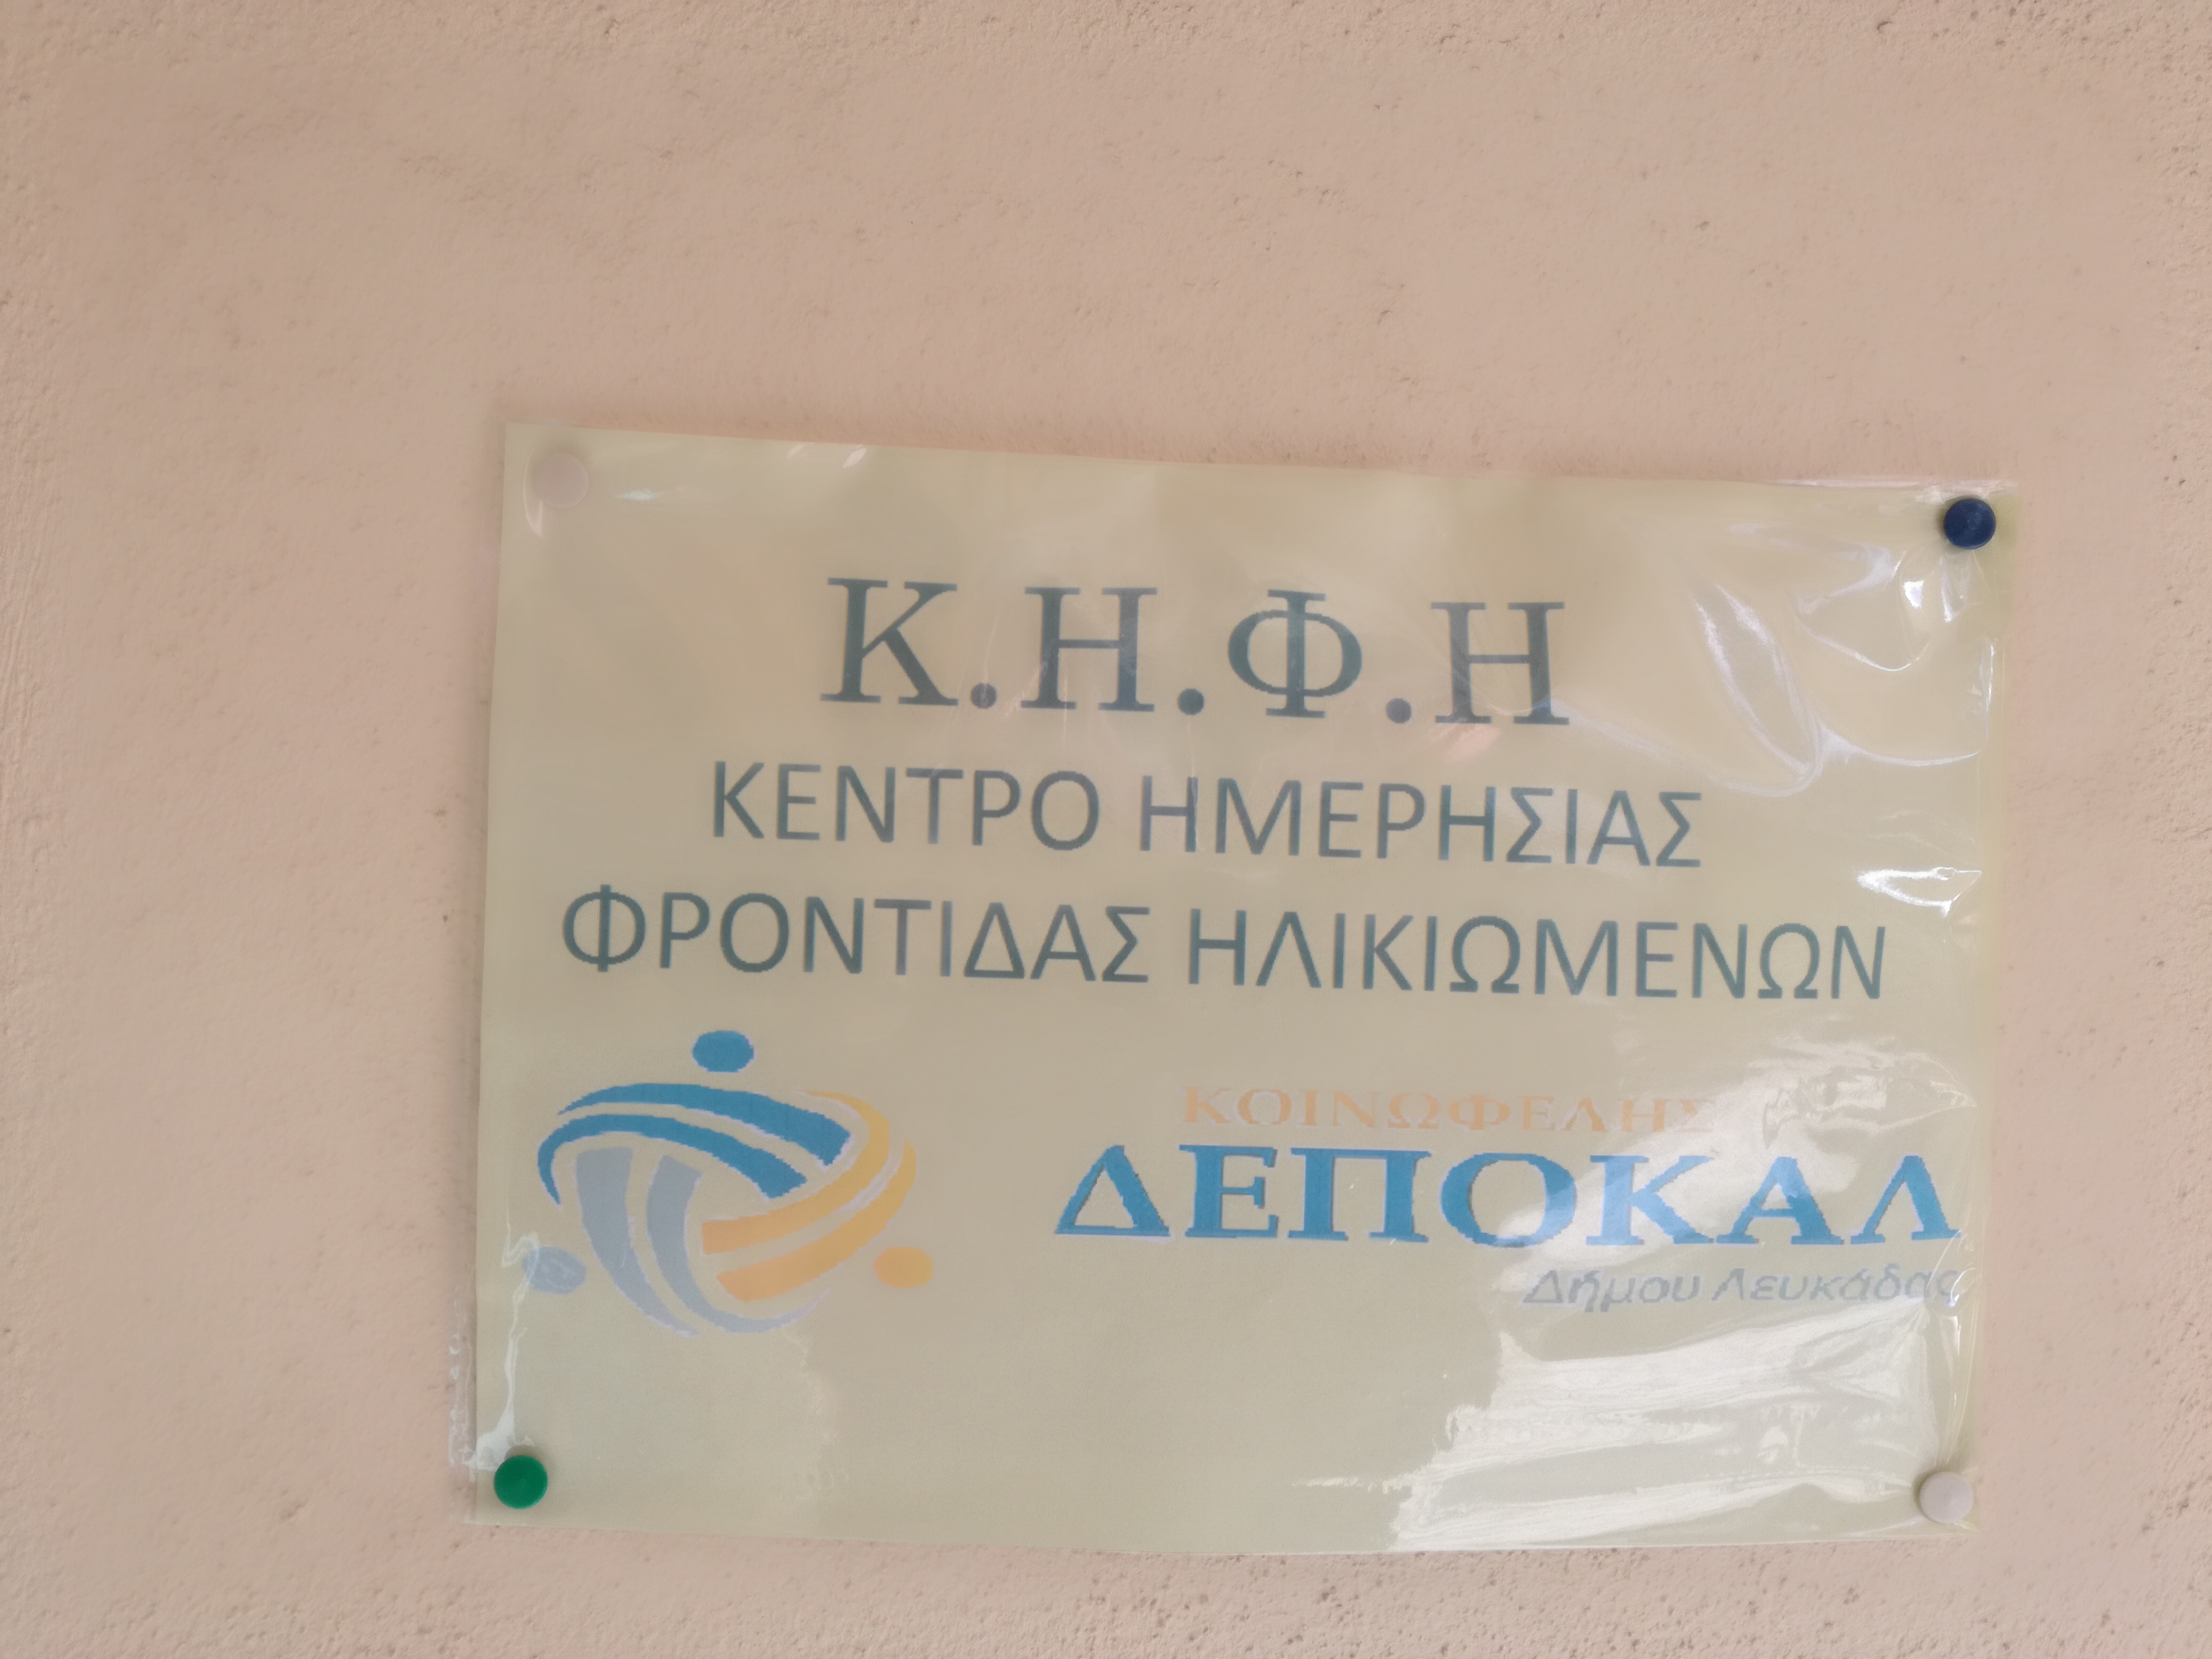 Κ.Η.Φ.Η
ΚΕΝΤΡΟ ΗΜΕΡΗΣΙΑΣ
ΦΡΟΝΤΙΔΑΣ ΗΛΙΚΙΩΜΕΝΩΝ
ΚΟΙΝΩΦΕΛΗΣ
ΔΕΠΟΚΑΛ
Δήμου Λευκάδας